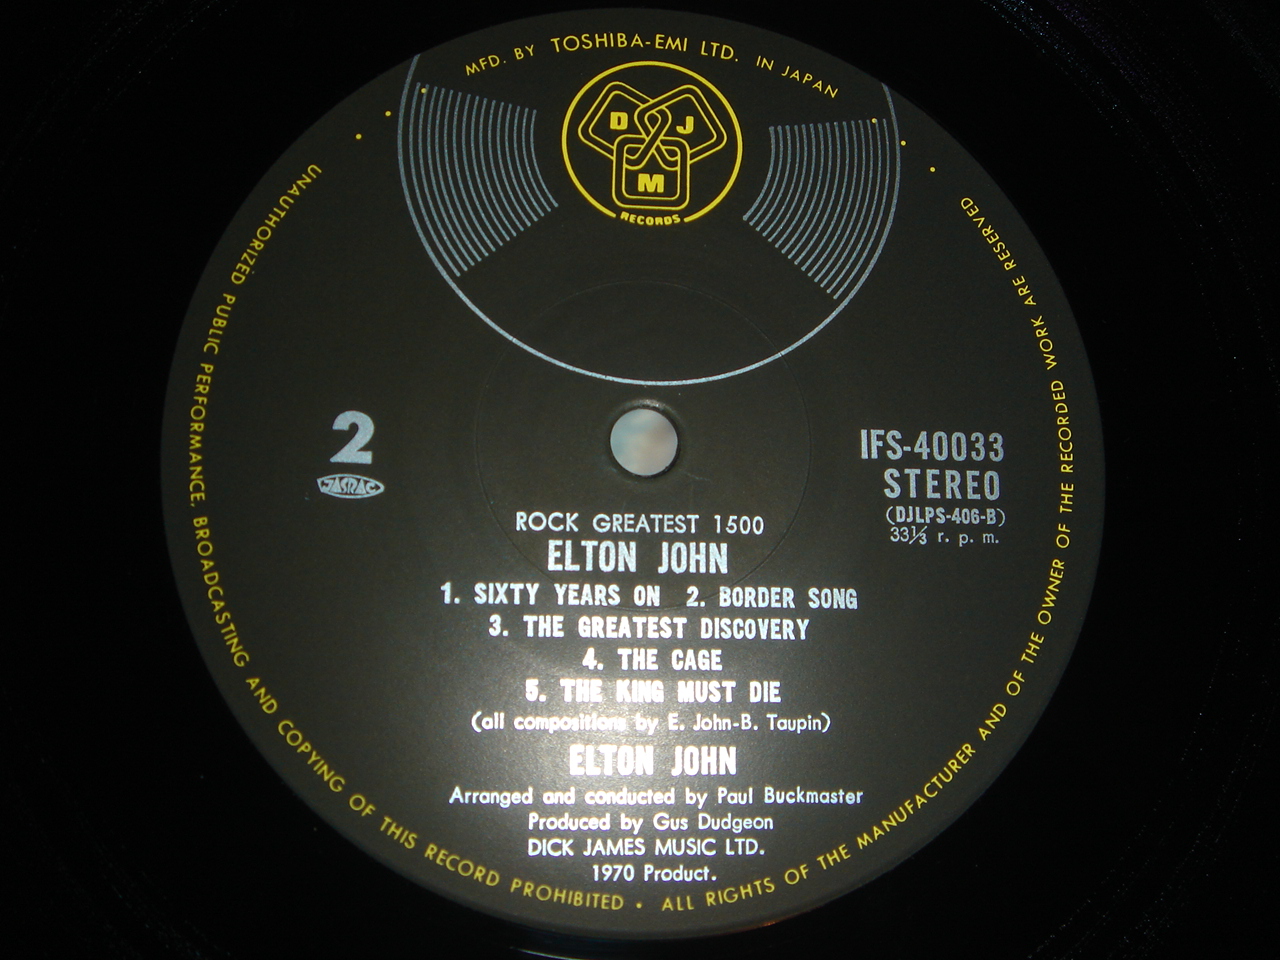 MFD. BY TOSHIBA-EMI LTD. IN JAPAN
D J
M
RECORDS
2
JASRAC
IFS-40033
STEREO
(DJLPS-406-B)
33⅓ r. p. m.
ROCK GREATEST 1500
ELTON JOHN
1. SIXTY YEARS ON 2. BORDER SONG
3. THE GREATEST DISCOVERY
4. THE CAGE
5. THE KING MUST DIE
(all compositions by E. John-B. Taupin)
ELTON JOHN
Arranged and conducted by Paul Buckmaster
Produced by Gus Dudgeon
DICK JAMES MUSIC LTD.
1970 Product.
UNAUTHORIZED PUBLIC PERFORMANCE, BROADCASTING AND COPYING OF THIS RECORD PROHIBITED • ALL RIGHTS OF THE MANUFACTURER AND OF THE OWNER OF THE RECORDED WORK ARE RESERVED